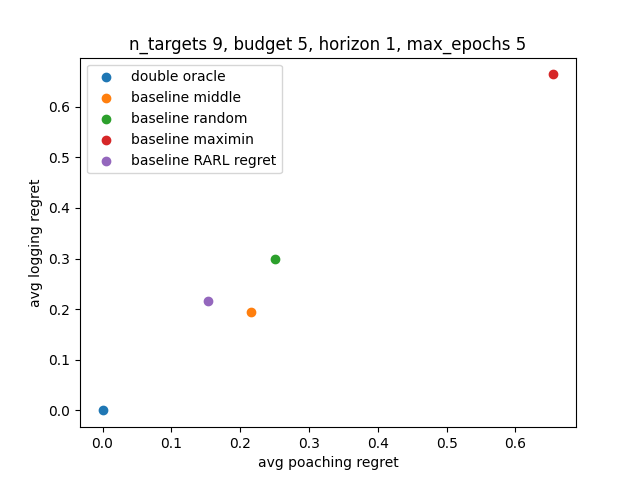 n_targets 9, budget 5, horizon 1, max_epochs 5
double oracle
baseline middle
baseline random
baseline maximin
baseline RARL regret
avg logging regret
0.6
0.5
0.4
0.3
0.2
0.1
0.0
0.0 0.1 0.2 0.3 0.4 0.5 0.6
avg poaching regret